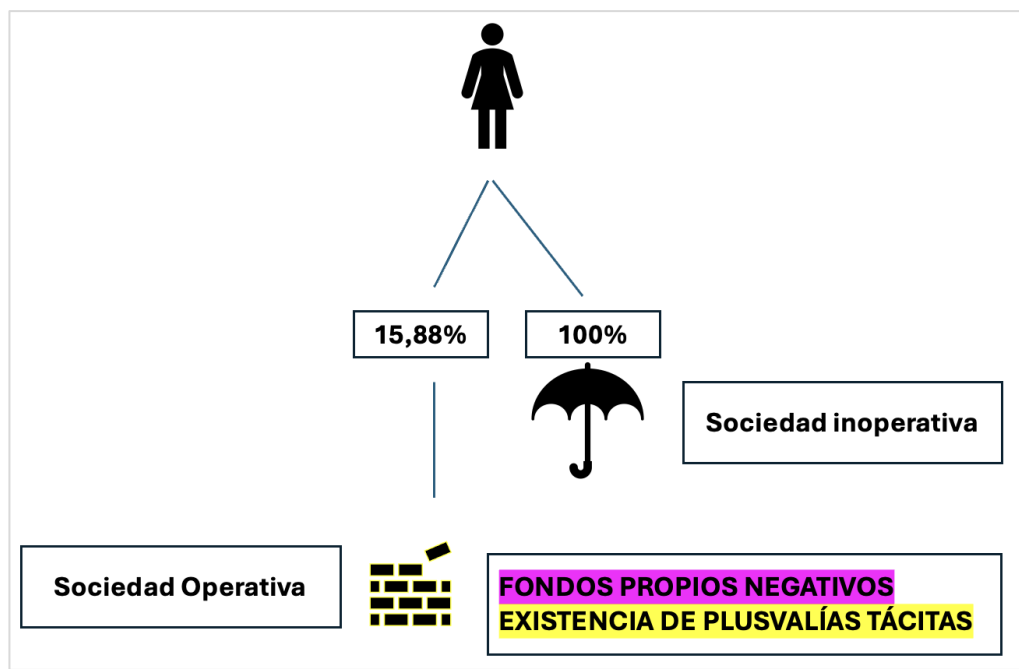 15,88%
100%
Sociedad inoperativa
Sociedad Operativa
FONDOS PROPIOS NEGATIVOS
EXISTENCIA DE PLUSVALÍAS TÁCITAS